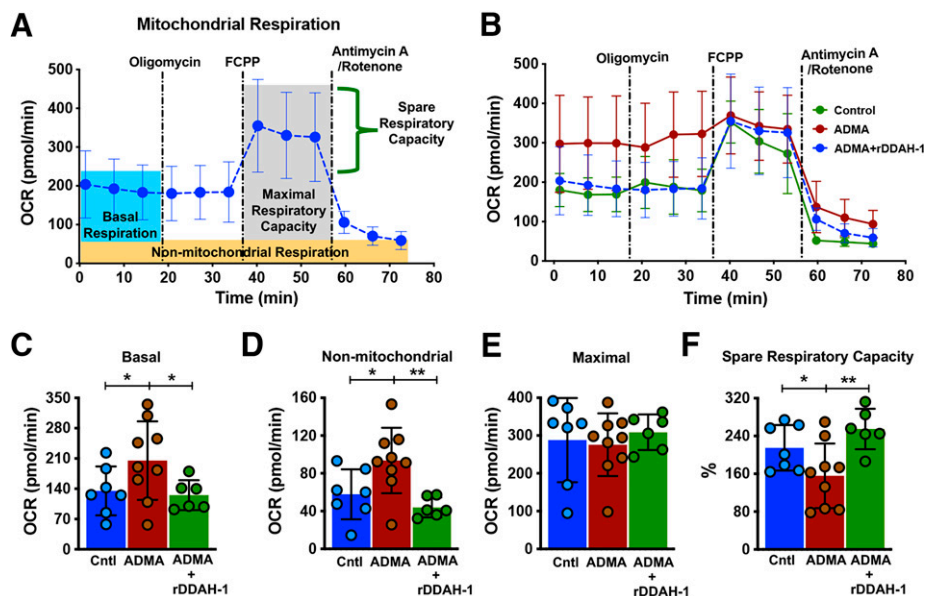 A
Mitochondrial Respiration
Oligomycin
FCPP
Antimycin A
/Rotenone
500
400
300
200
100
0
OCR (pmol/min)
Spare
Respiratory
Capacity
Basal
Respiration
Maximal
Respiratory
Capacity
Non-mitochondrial Respiration
0 10 20 30 40 50 60 70 80
Time (min)
B
Oligomycin
FCPP
Antimycin A
/Rotenone
Control
ADMA
ADMA+rDDAH-1
500
400
300
200
100
0
OCR (pmol/min)
0 10 20 30 40 50 60 70 80
Time (min)
C
Basal
* *
350
280
210
140
70
0
OCR (pmol/min)
Cntl ADMA ADMA
+
rDDAH-1
D
Non-mitochondrial
* **
200
160
120
80
40
0
OCR (pmol/min)
Cntl ADMA ADMA
+
rDDAH-1
E
Maximal
400
300
200
100
0
OCR (pmol/min)
Cntl ADMA ADMA
+
rDDAH-1
F
Spare Respiratory Capacity
* **
320
240
160
80
0
%
Cntl ADMA ADMA
+
rDDAH-1